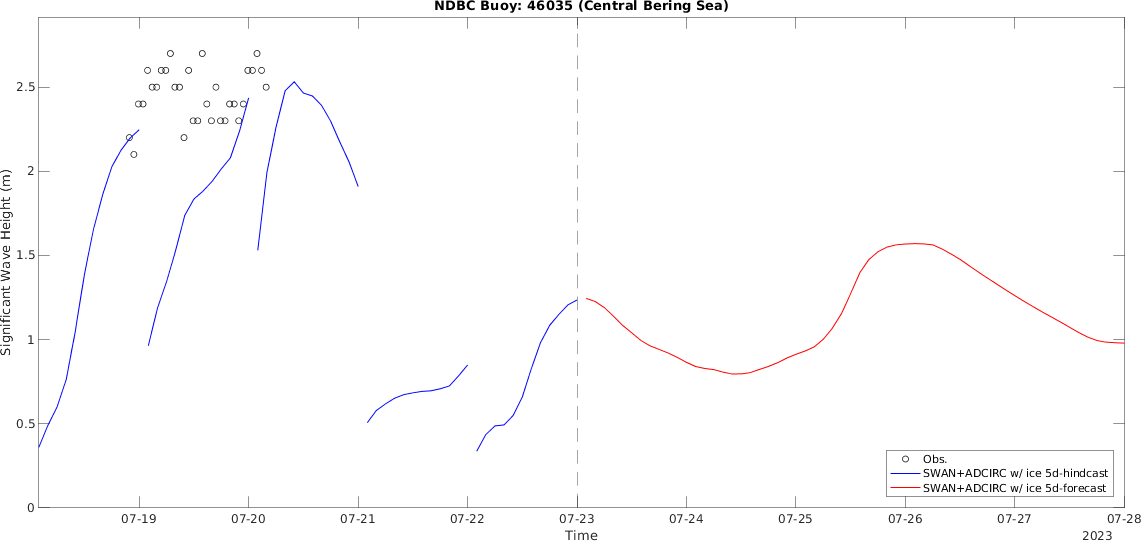 NDBC Buoy: 46035 (Central Bering Sea)
Significant Wave Height (m)
2.5
2
1.5
1
0.5
0
Obs.
SWAN+ADCIRC w/ ice 5d-hindcast
SWAN+ADCIRC w/ ice 5d-forecast
07-19 07-20 07-21 07-22 07-23 07-24 07-25 07-26 07-27 07-28
Time
2023